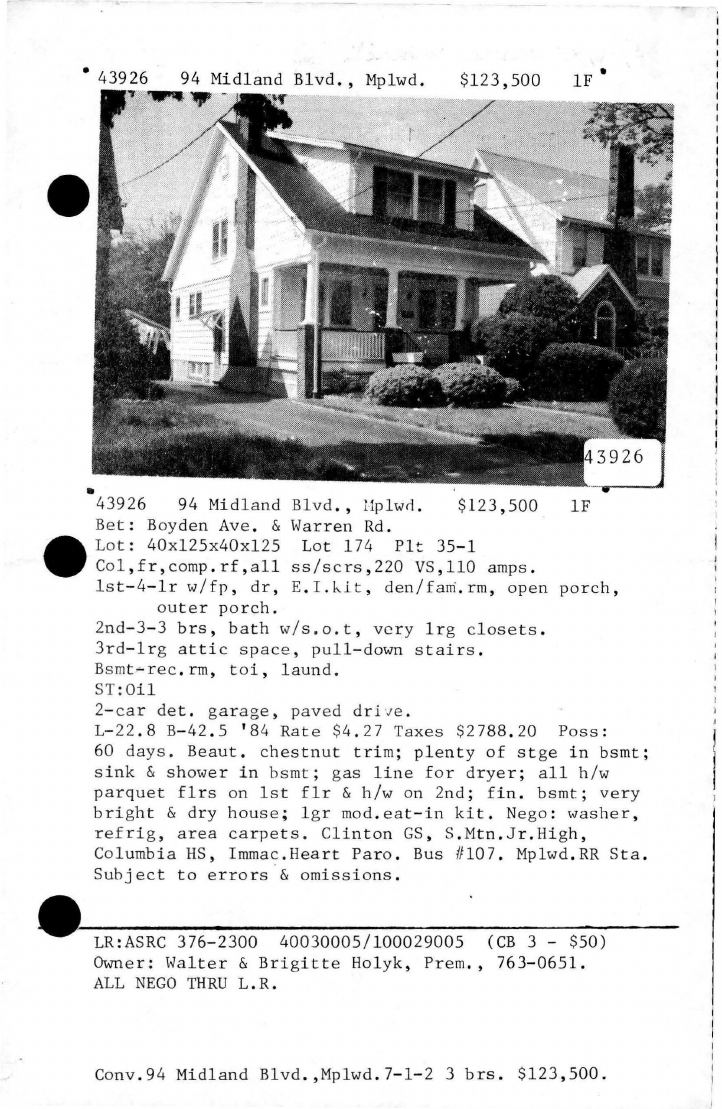 43926 94 Midland Blvd., Mplwd. $123,500 1F
43926
43926 94 Midland Blvd., Mplwd. $123,500 1F
Bet: Boyden Ave. & Warren Rd.
Lot: 40x125x40x125 Lot 174 Plt 35-1
Col,fr,comp.rf,all ss/scrs,220 VS,110 amps.
1st-4-lr w/fp, dr, E.I.kit, den/fam.rm, open porch,
outer porch.
2nd-3-3 brs, bath w/s.o.t, very lrg closets.
3rd-lrg attic space, pull-down stairs.
Bsmt-rec.rm, toi, laund.
ST:Oil
2-car det. garage, paved drive.
L-22.8 B-42.5 '84 Rate $4.27 Taxes $2788.20 Poss:
60 days. Beaut. chestnut trim; plenty of stge in bsmt;
sink & shower in bsmt; gas line for dryer; all h/w
parquet flrs on 1st flr & h/w on 2nd; fin. bsmt; very
bright & dry house; lgr mod.eat-in kit. Nego: washer,
refrig, area carpets. Clinton GS, S.Mtn.Jr.High,
Columbia HS, Immac.Heart Paro. Bus #107. Mplwd.RR Sta.
Subject to errors & omissions.
LR:ASRC 376-2300 40030005/100029005 (CB 3 - $50)
Owner: Walter & Brigitte Holyk, Prem., 763-0651.
ALL NEGO THRU L.R.
Conv.94 Midland Blvd.,Mplwd.7-1-2 3 brs. $123,500.